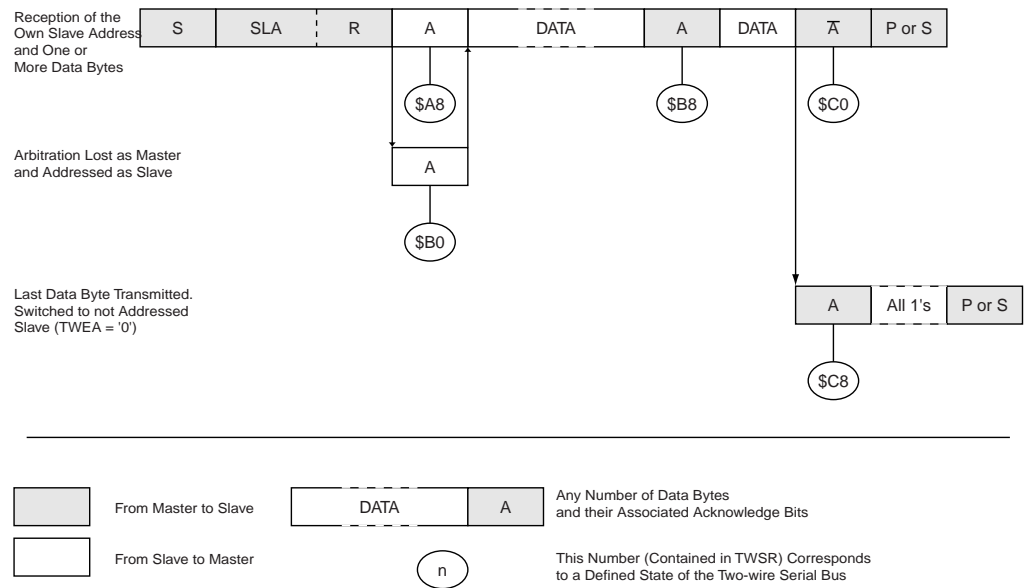 Reception of the
Own Slave Address
and One or
More Data Bytes
S SLA R A DATA A DATA A̅ P or S
$A8 $B8 $C0
Arbitration Lost as Master
and Addressed as Slave
A
$B0
Last Data Byte Transmitted.
Switched to not Addressed
Slave (TWEA = '0')
A All 1's P or S
$C8
From Master to Slave
DATA A
Any Number of Data Bytes
and their Associated Acknowledge Bits
From Slave to Master
n
This Number (Contained in TWSR) Corresponds
to a Defined State of the Two-wire Serial Bus